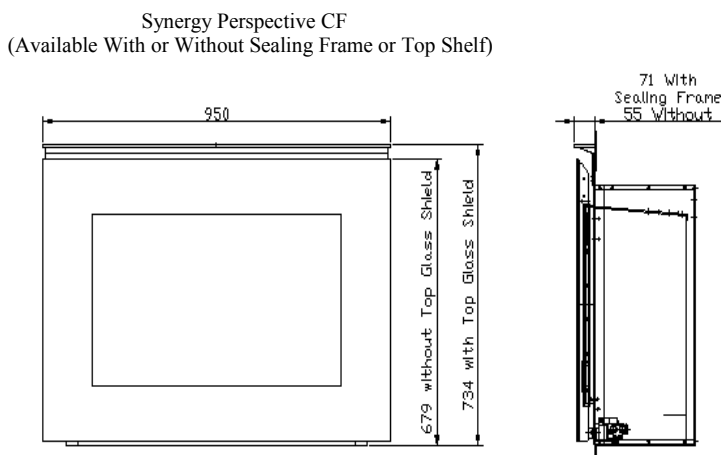 Synergy Perspective CF
(Available With or Without Sealing Frame or Top Shelf)
950
71 With
Sealing Frame
55 Without
679 without Top Glass Shield
734 with Top Glass Shield